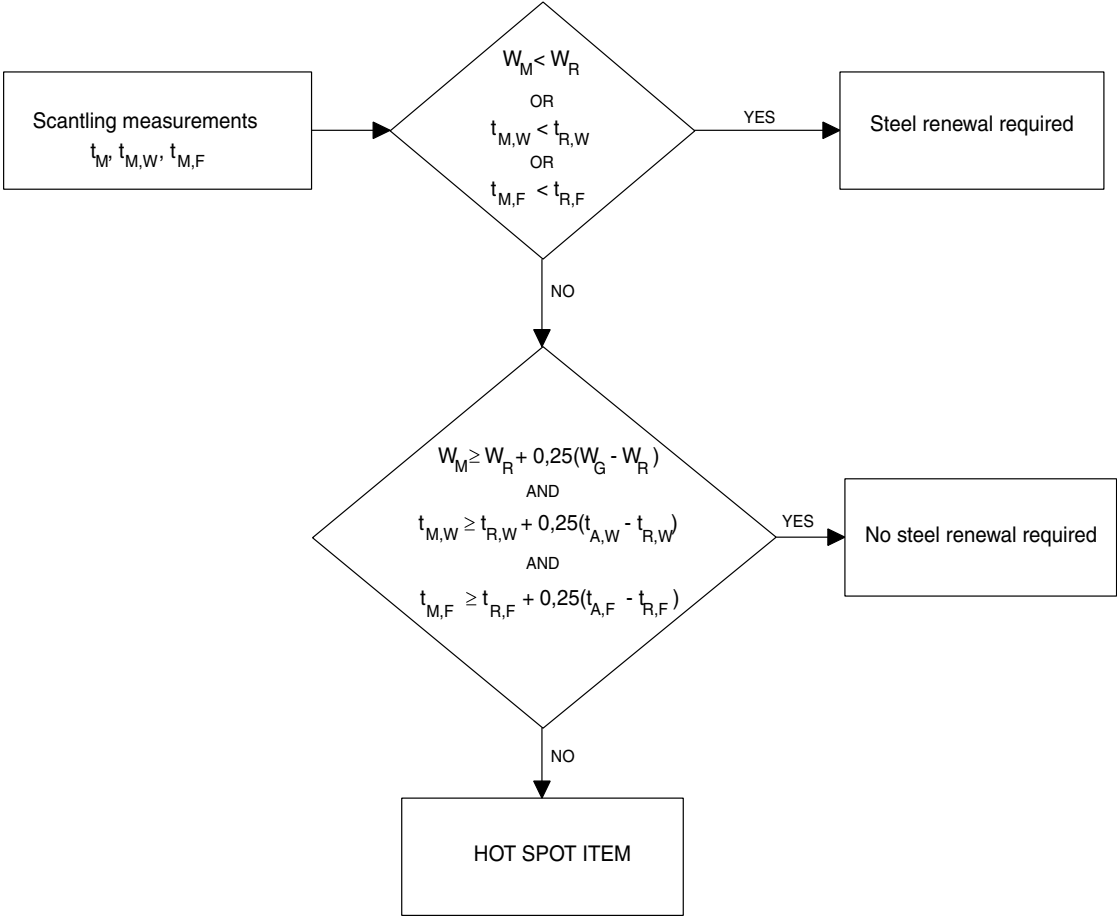 Scantling measurements
t_M, t_M,W, t_M,F
W_M < W_R
OR
t_M,W < t_R,W
OR
t_M,F < t_R,F
YES
Steel renewal required
NO
W_M ≥ W_R + 0,25(W_G - W_R)
AND
t_M,W ≥ t_R,W + 0,25(t_A,W - t_R,W)
AND
t_M,F ≥ t_R,F + 0,25(t_A,F - t_R,F)
YES
No steel renewal required
NO
HOT SPOT ITEM